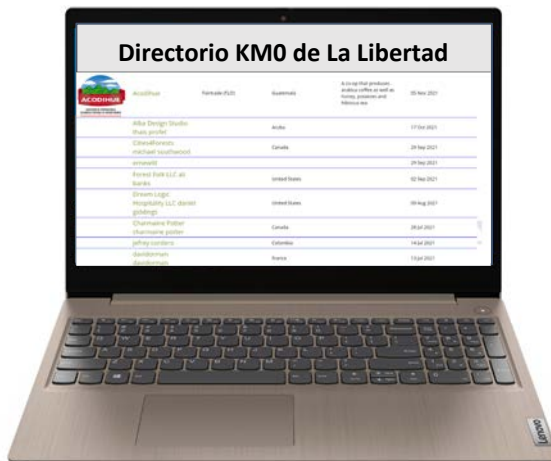 Directorio KM0 de La Libertad
ACODIHUE
Acodihue
Fairtrade (FLO)
Guatemala
A co-op that produces
arabica coffee as well as
honey, potatoes and
hibiscus tea
05 Nov 2021
Alba Design Studio
thais profet
Aruba
17 Oct 2021
Cities4Forests
michael southwood
Canada
29 Sep 2021
29 Sep 2021
Forest Folk LLC ali
banks
United States
02 Sep 2021
Dream Logic
Hospitality LLC daniel
giddings
United States
09 Aug 2021
Charmaine Potter
charmaine potter
Canada
28 Jul 2021
jefrey cordero
Colombia
14 Jul 2021
davidorman
davidorman
France
13 Jul 2021
Lenovo